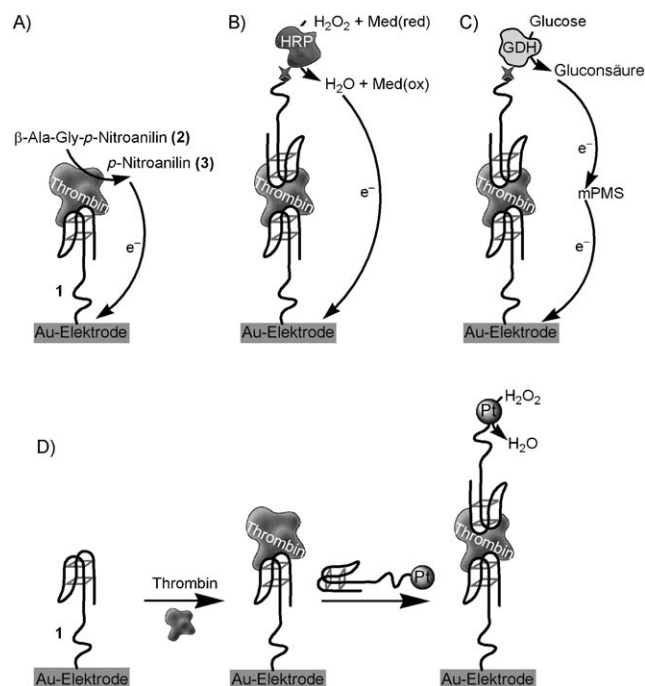 A)
β-Ala-Gly-p-Nitroanilin (2)
p-Nitroanilin (3)
Thrombin
e⁻
1
Au-Elektrode
B)
H₂O₂ + Med(red)
HRP
H₂O + Med(ox)
e⁻
Thrombin
Au-Elektrode
C)
Glucose
GDH
Gluconsäure
e⁻
mPMS
Thrombin
e⁻
Au-Elektrode
D)
1
Au-Elektrode
Thrombin
Thrombin
Au-Elektrode
Pt
Pt
H₂O₂
H₂O
Thrombin
Au-Elektrode